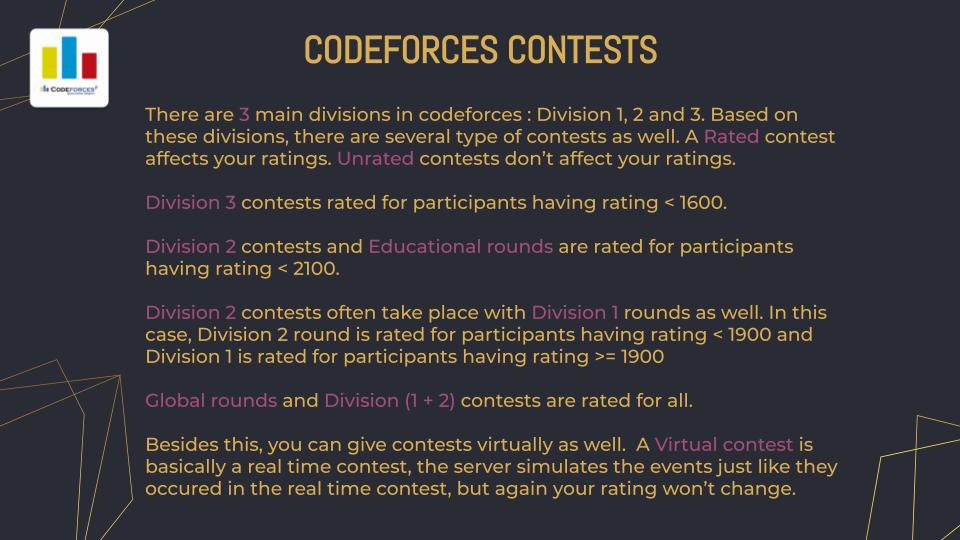 CODEFORCES
CODEFORCES CONTESTS
There are 3 main divisions in codeforces : Division 1, 2 and 3. Based on
these divisions, there are several type of contests as well. A Rated contest
affects your ratings. Unrated contests don’t affect your ratings.
Division 3 contests rated for participants having rating < 1600.
Division 2 contests and Educational rounds are rated for participants
having rating < 2100.
Division 2 contests often take place with Division 1 rounds as well. In this
case, Division 2 round is rated for participants having rating < 1900 and
Division 1 is rated for participants having rating >= 1900
Global rounds and Division (1 + 2) contests are rated for all.
Besides this, you can give contests virtually as well.  A Virtual contest is
basically a real time contest, the server simulates the events just like they
occured in the real time contest, but again your rating won’t change.